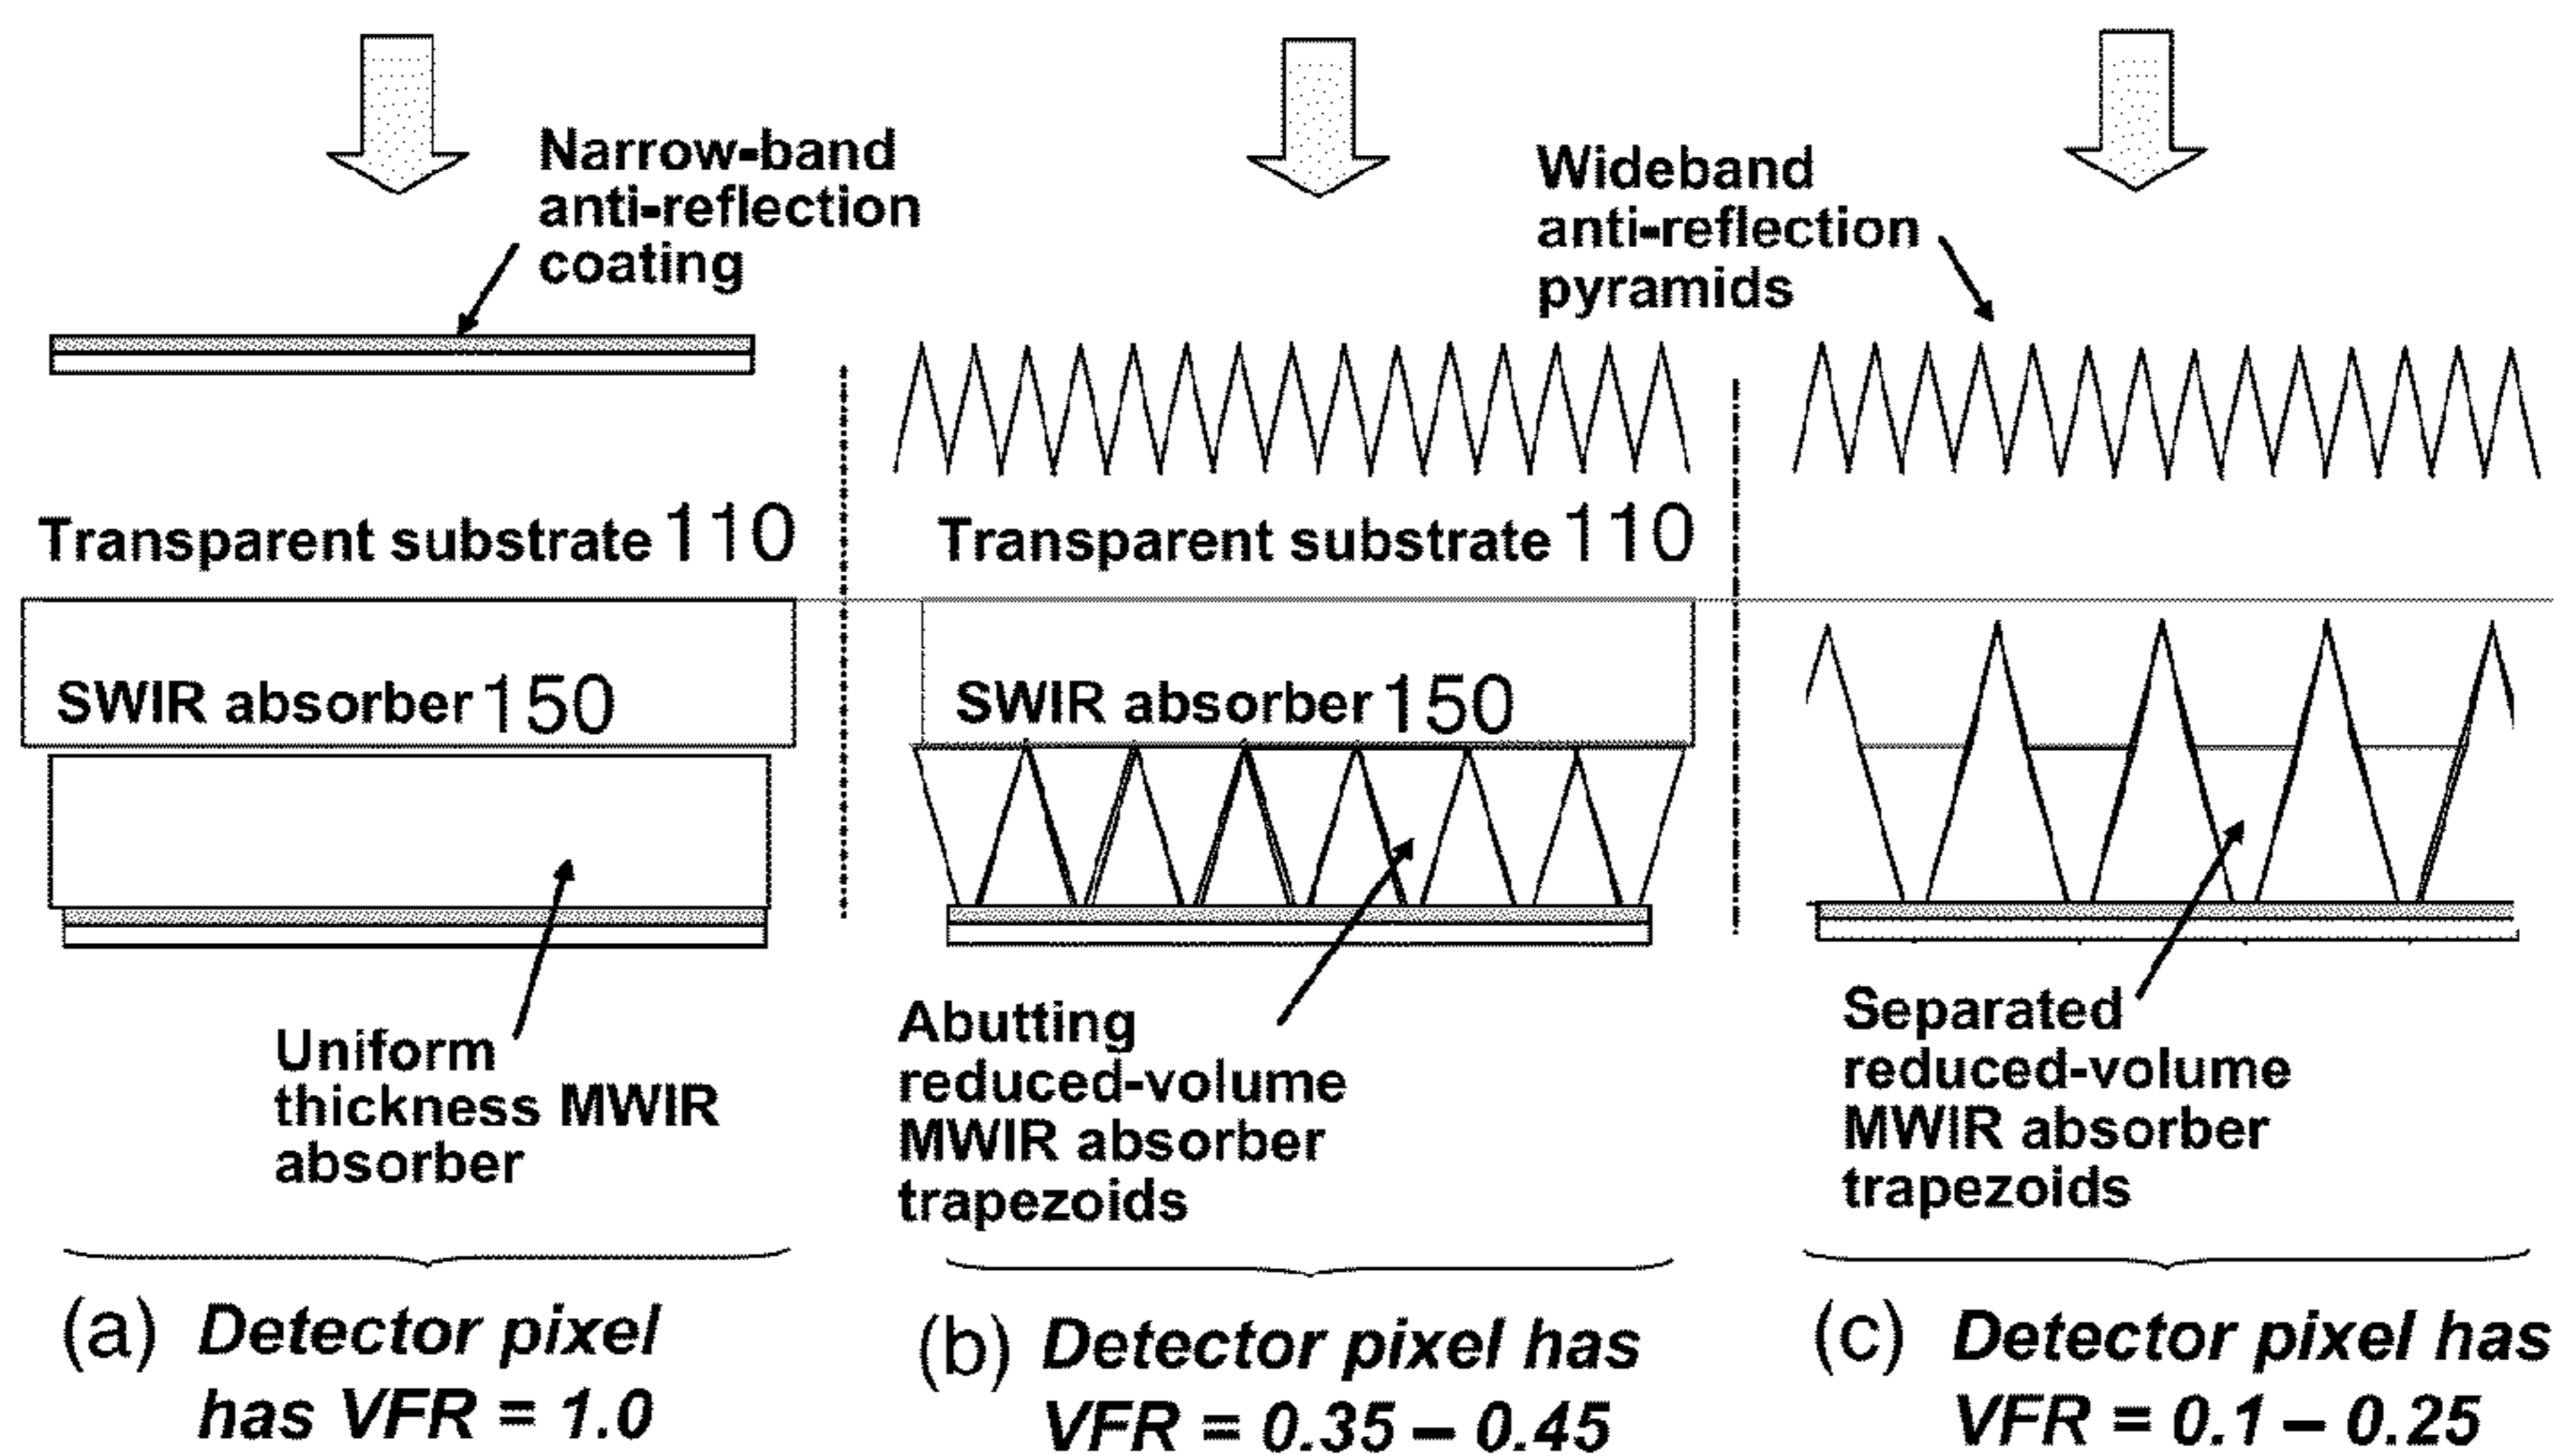 Narrow-band
anti-reflection
coating
Wideband
anti-reflection
pyramids
Transparent substrate 110
Transparent substrate 110
SWIR absorber 150
SWIR absorber 150
Uniform
thickness MWIR
absorber
Abutting
reduced-volume
MWIR absorber
trapezoids
Separated
reduced-volume
MWIR absorber
trapezoids
(a) Detector pixel
has VFR = 1.0
(b) Detector pixel has
VFR = 0.35 – 0.45
(c) Detector pixel has
VFR = 0.1 – 0.25